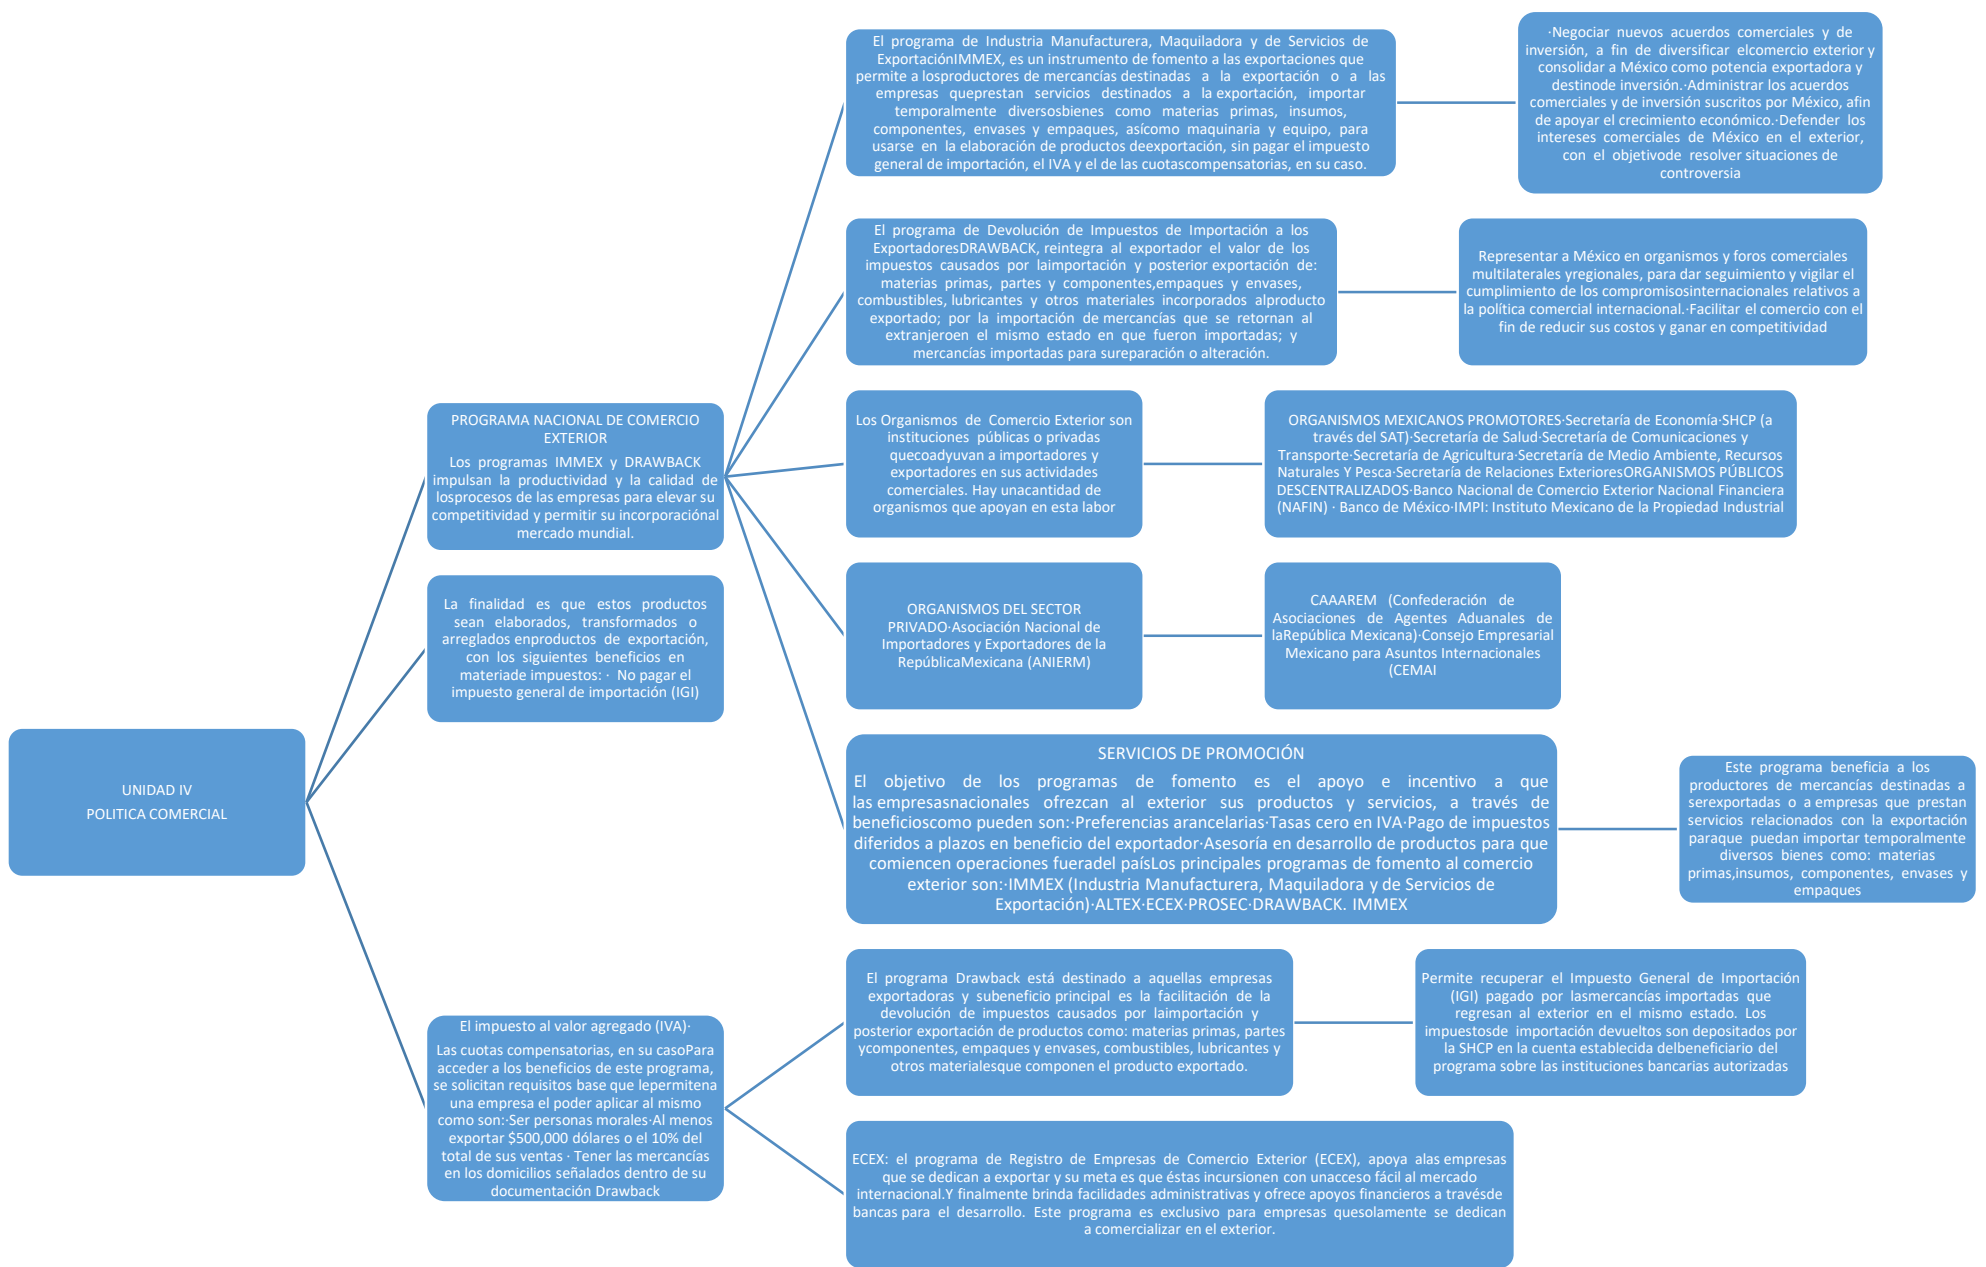 UNIDAD IV
POLITICA COMERCIAL
PROGRAMA NACIONAL DE COMERCIO
EXTERIOR
Los programas IMMEX y DRAWBACK
impulsan la productividad y la calidad de
losprocesos de las empresas para elevar su
competitividad y permitir su incorporaciónal
mercado mundial.
El programa de Industria Manufacturera, Maquiladora y de Servicios de
ExportaciónIMMEX, es un instrumento de fomento a las exportaciones que
permite a losproductores de mercancías destinadas a la exportación o a las
empresas queprestan servicios destinados a la exportación, importar
temporalmente diversosbienes como materias primas, insumos,
componentes, envases y empaques, asícomo maquinaria y equipo, para
usarse en la elaboración de productos deexportación, sin pagar el impuesto
general de importación, el IVA y el de las cuotascompensatorias, en su caso.
·Negociar nuevos acuerdos comerciales y de
inversión, a fin de diversificar elcomercio exterior y
consolidar a México como potencia exportadora y
destinode inversión.·Administrar los acuerdos
comerciales y de inversión suscritos por México, afin
de apoyar el crecimiento económico.·Defender los
intereses comerciales de México en el exterior,
con el objetivode resolver situaciones de
controversia
El programa de Devolución de Impuestos de Importación a los
ExportadoresDRAWBACK, reintegra al exportador el valor de los
impuestos causados por laimportación y posterior exportación de:
materias primas, partes y componentes,empaques y envases,
combustibles, lubricantes y otros materiales incorporados alproducto
exportado; por la importación de mercancías que se retornan al
extranjeroen el mismo estado en que fueron importadas; y
mercancías importadas para sureparación o alteración.
Representar a México en organismos y foros comerciales
multilaterales yregionales, para dar seguimiento y vigilar el
cumplimiento de los compromisosinternacionales relativos a
la política comercial internacional.·Facilitar el comercio con el
fin de reducir sus costos y ganar en competitividad
Los Organismos de Comercio Exterior son
instituciones públicas o privadas
quecoadyuvan a importadores y
exportadores en sus actividades
comerciales. Hay unacantidad de
organismos que apoyan en esta labor
ORGANISMOS MEXICANOS PROMOTORES·Secretaría de Economía·SHCP (a
través del SAT)·Secretaría de Salud·Secretaría de Comunicaciones y
Transporte·Secretaría de Agricultura·Secretaría de Medio Ambiente, Recursos
Naturales Y Pesca·Secretaría de Relaciones ExterioresORGANISMOS PÚBLICOS
DESCENTRALIZADOS·Banco Nacional de Comercio Exterior Nacional Financiera
(NAFIN) · Banco de México·IMPI: Instituto Mexicano de la Propiedad Industrial
ORGANISMOS DEL SECTOR
PRIVADO·Asociación Nacional de
Importadores y Exportadores de la
RepúblicaMexicana (ANIERM)
CAAAREM (Confederación de
Asociaciones de Agentes Aduanales de
laRepública Mexicana)·Consejo Empresarial
Mexicano para Asuntos Internacionales
(CEMAI
SERVICIOS DE PROMOCIÓN
El objetivo de los programas de fomento es el apoyo e incentivo a que
las empresasnacionales ofrezcan al exterior sus productos y servicios, a través de
beneficioscomo pueden son:·Preferencias arancelarias·Tasas cero en IVA·Pago de impuestos
diferidos a plazos en beneficio del exportador·Asesoría en desarrollo de productos para que
comiencen operaciones fueradel paísLos principales programas de fomento al comercio
exterior son:·IMMEX (Industria Manufacturera, Maquiladora y de Servicios de
Exportación)·ALTEX·ECEX·PROSEC·DRAWBACK. IMMEX
Este programa beneficia a los
productores de mercancías destinadas a
serexportadas o a empresas que prestan
servicios relacionados con la exportación
paraque puedan importar temporalmente
diversos bienes como: materias
primas,insumos, componentes, envases y
empaques
La finalidad es que estos productos
sean elaborados, transformados o
arreglados enproductos de exportación,
con los siguientes beneficios en
materiade impuestos: · No pagar el
impuesto general de importación (IGI)
El impuesto al valor agregado (IVA)·
Las cuotas compensatorias, en su casoPara
acceder a los beneficios de este programa,
se solicitan requisitos base que lepermitena
una empresa el poder aplicar al mismo
como son:·Ser personas morales·Al menos
exportar $500,000 dólares o el 10% del
total de sus ventas · Tener las mercancías
en los domicilios señalados dentro de su
documentación Drawback
El programa Drawback está destinado a aquellas empresas
exportadoras y subeneficio principal es la facilitación de la
devolución de impuestos causados por laimportación y
posterior exportación de productos como: materias primas, partes
ycomponentes, empaques y envases, combustibles, lubricantes y
otros materialesque componen el producto exportado.
Permite recuperar el Impuesto General de Importación
(IGI) pagado por lasmercancías importadas que
regresan al exterior en el mismo estado. Los
impuestosde importación devueltos son depositados por
la SHCP en la cuenta establecida delbeneficiario del
programa sobre las instituciones bancarias autorizadas
ECEX: el programa de Registro de Empresas de Comercio Exterior (ECEX), apoya alas empresas
que se dedican a exportar y su meta es que éstas incursionen con unacceso fácil al mercado
internacional.Y finalmente brinda facilidades administrativas y ofrece apoyos financieros a travésde
bancas para el desarrollo. Este programa es exclusivo para empresas quesolamente se dedican
a comercializar en el exterior.